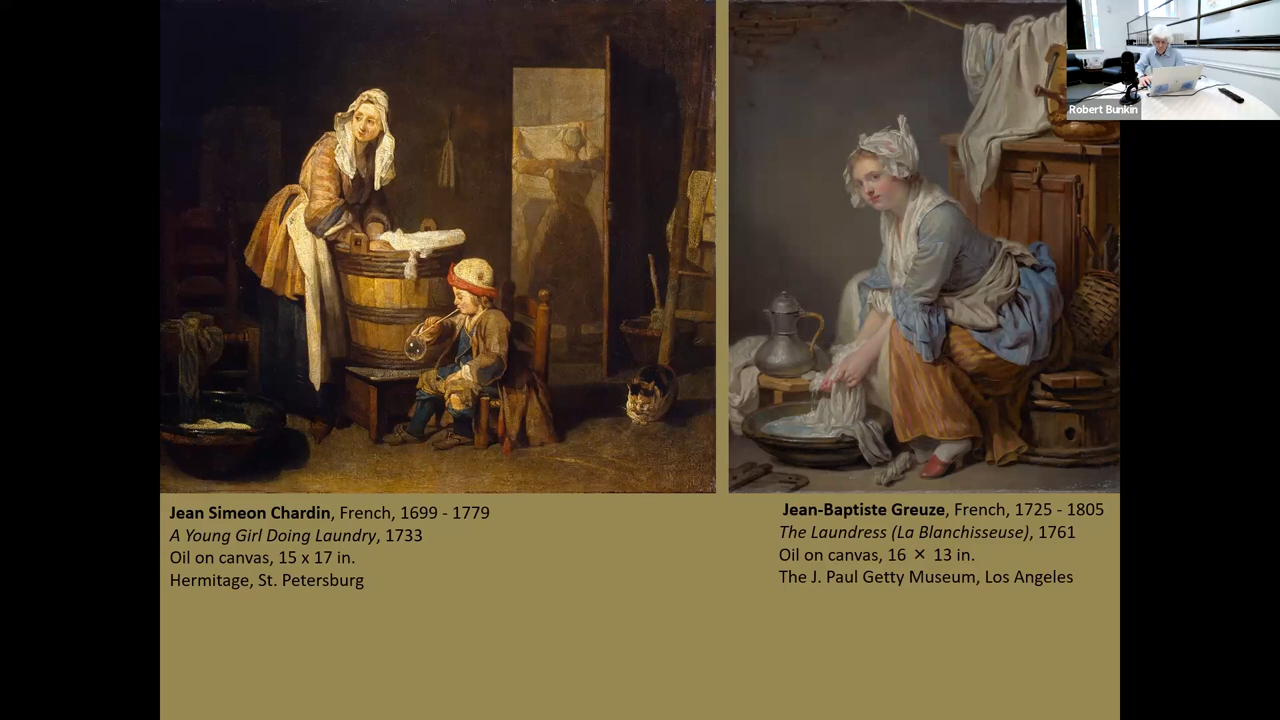 Robert Bunkin
Jean Simeon Chardin, French, 1699 - 1779
A Young Girl Doing Laundry, 1733
Oil on canvas, 15 x 17 in.
Hermitage, St. Petersburg
Jean-Baptiste Greuze, French, 1725 - 1805
The Laundress (La Blanchisseuse), 1761
Oil on canvas, 16 × 13 in.
The J. Paul Getty Museum, Los Angeles